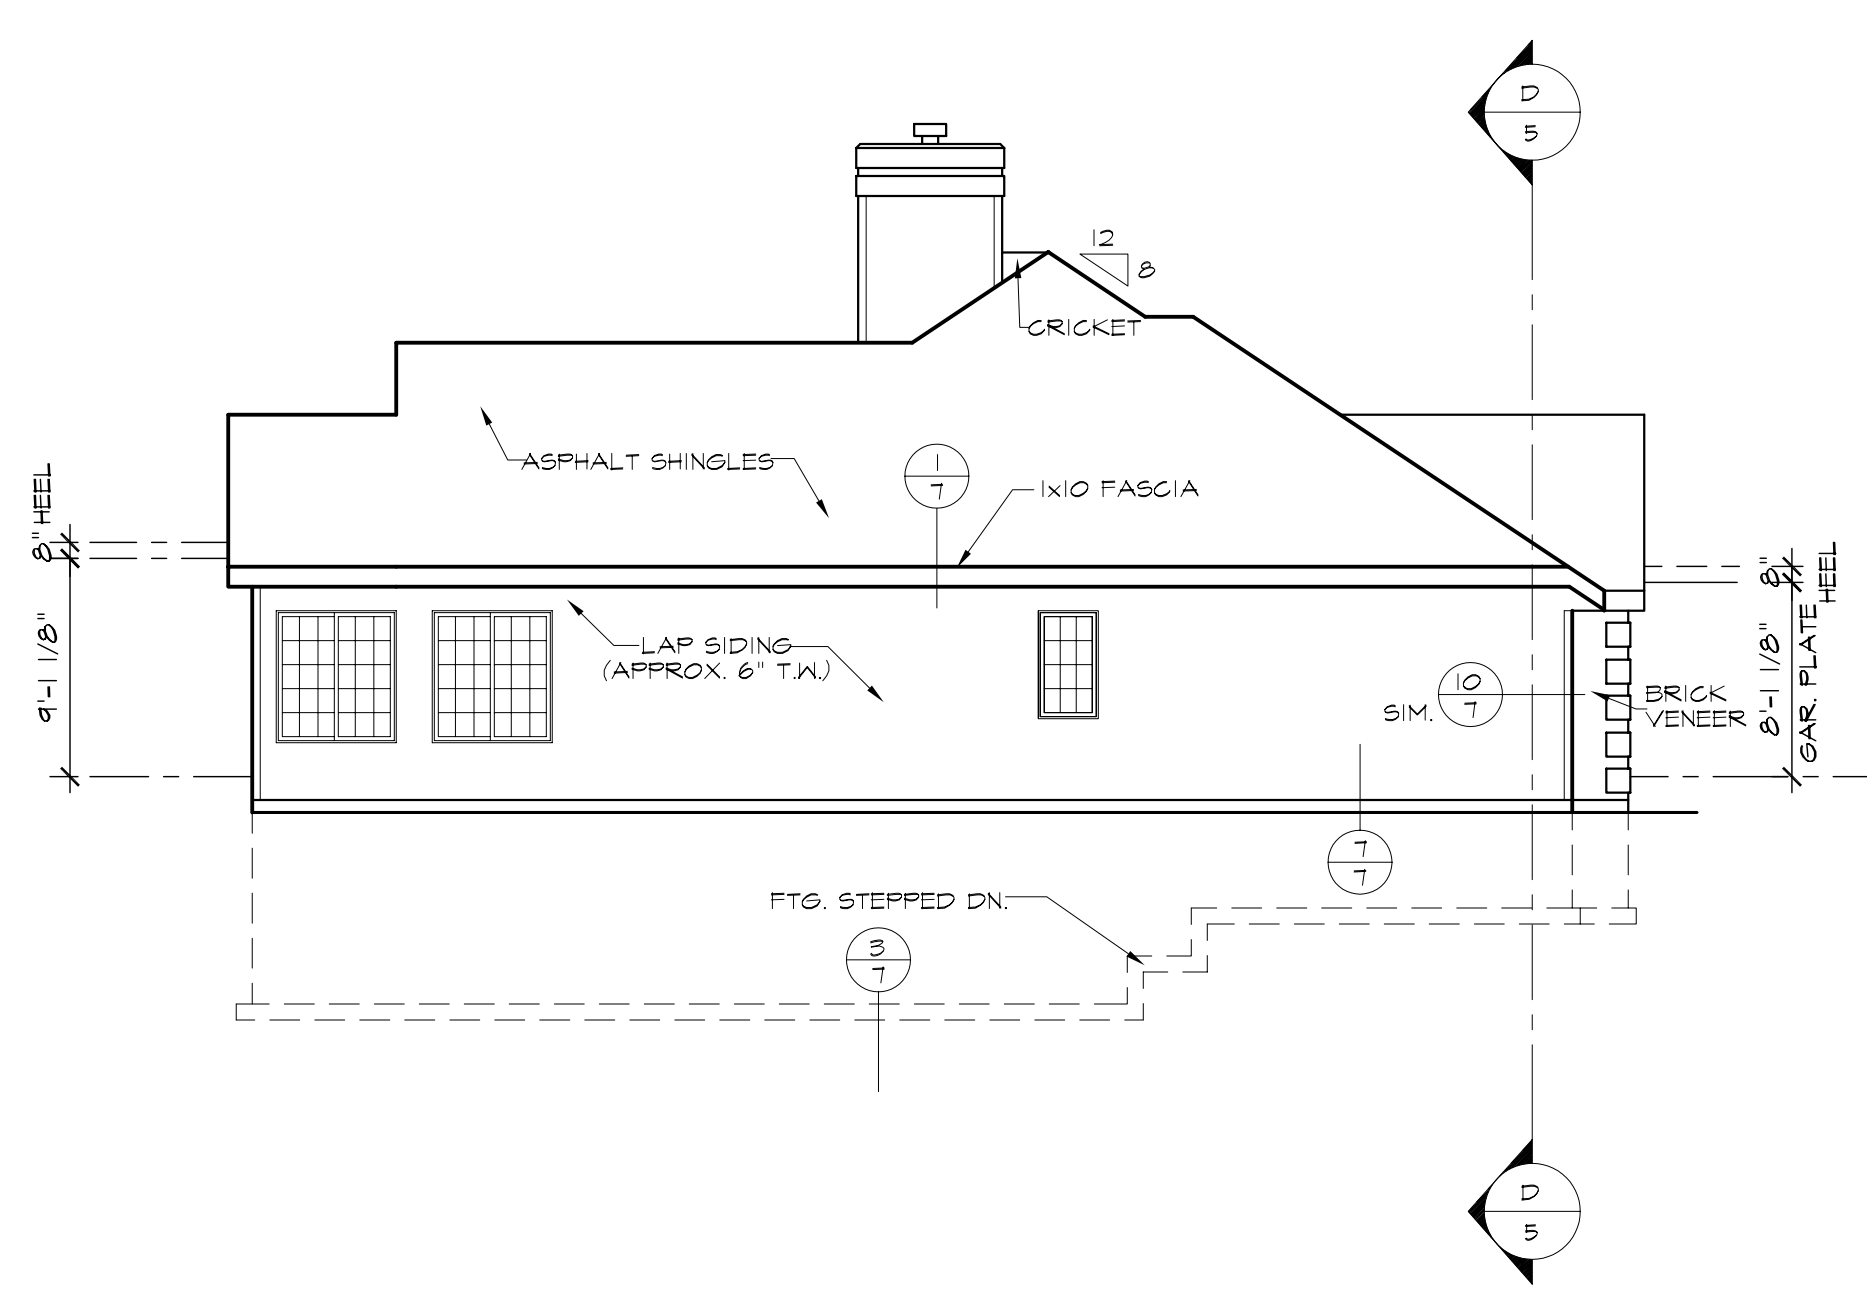 D
5
12
8
CRICKET
ASPHALT SHINGLES
1
7
1x10 FASCIA
8" HEEL
9'-1 1/8"
8"
HEEL
8'-1 1/8"
GAR. PLATE
LAP SIDING
(APPROX. 6" T.W.)
10
7
SIM.
BRICK
VENEER
7
7
FTG. STEPPED DN.
3
7
D
5